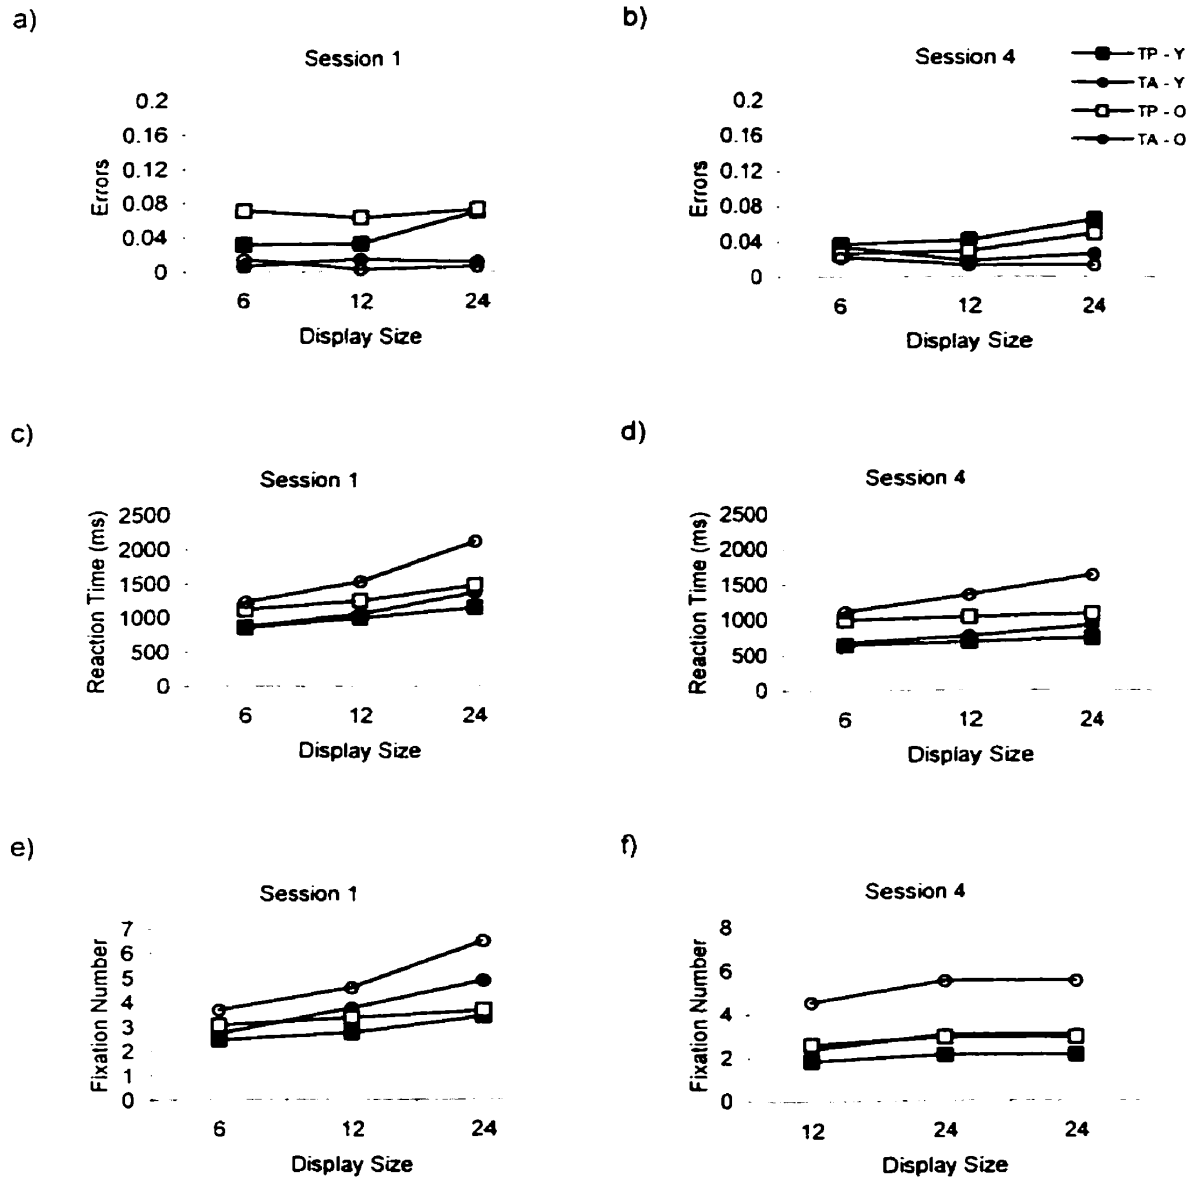 a)
Session 1
0.2
0.16
0.12
0.08
0.04
0
Errors
6 12 24
Display Size
b)
Session 4
TP - Y
TA - Y
TP - O
TA - O
0.2
0.16
0.12
0.08
0.04
0
Errors
6 12 24
Display Size
c)
Session 1
2500
2000
1500
1000
500
0
Reaction Time (ms)
6 12 24
Display Size
d)
Session 4
2500
2000
1500
1000
500
0
Reaction Time (ms)
6 12 24
Display Size
e)
Session 1
7
6
5
4
3
2
1
0
Fixation Number
6 12 24
Display Size
f)
Session 4
8
6
4
2
0
Fixation Number
12 24 24
Display Size